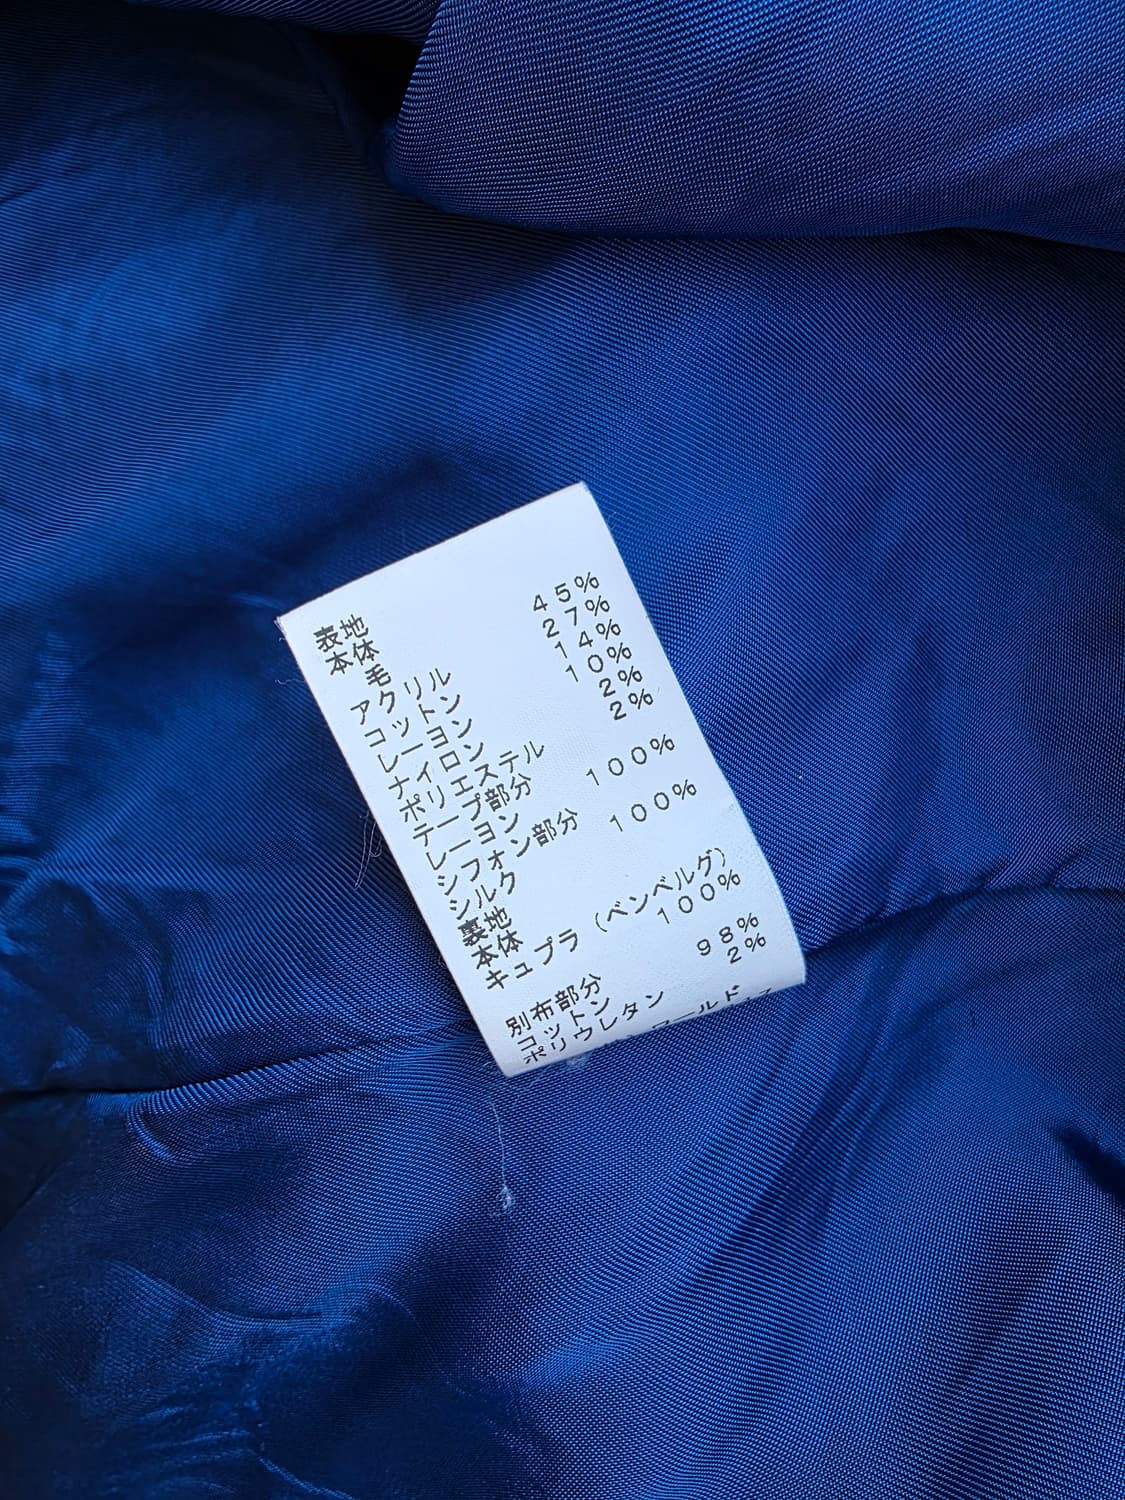 表地
本体
毛 45%
アクリル 27%
コットン 14%
レーヨン 10%
ナイロン 2%
ポリエステル 2%
テープ部分
レーヨン 100%
シフォン部分
シルク 100%
裏地
本体
キュプラ (ベンベルグ)
100%
別布部分
コットン 98%
ポリウレタン 2%
ワールド